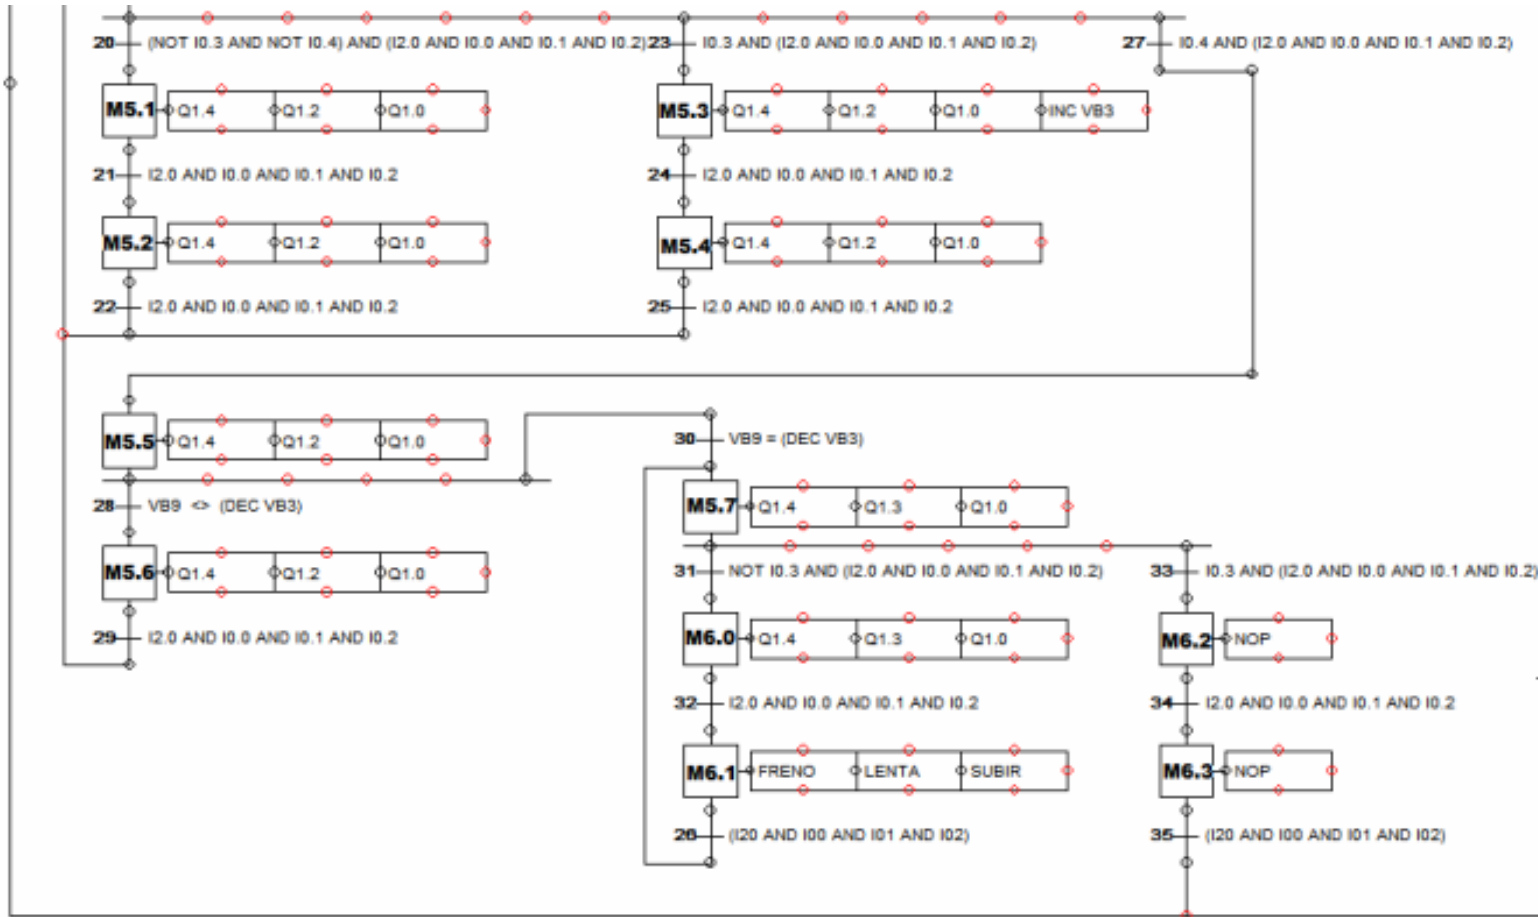 20 (NOT I0.3 AND NOT I0.4) AND (I2.0 AND I0.0 AND I0.1 AND I0.2) 23 I0.3 AND (I2.0 AND I0.0 AND I0.1 AND I0.2) 27 I0.4 AND (I2.0 AND I0.0 AND I0.1 AND I0.2)
M5.1 Q1.4 Q1.2 Q1.0 M5.3 Q1.4 Q1.2 Q1.0 INC VB3
21 I2.0 AND I0.0 AND I0.1 AND I0.2 24 I2.0 AND I0.0 AND I0.1 AND I0.2
M5.2 Q1.4 Q1.2 Q1.0 M5.4 Q1.4 Q1.2 Q1.0
22 I2.0 AND I0.0 AND I0.1 AND I0.2 25 I2.0 AND I0.0 AND I0.1 AND I0.2
M5.5 Q1.4 Q1.2 Q1.0 30 VB9 = (DEC VB3)
28 VB9 <> (DEC VB3) M5.7 Q1.4 Q1.3 Q1.0
M5.6 Q1.4 Q1.2 Q1.0 31 NOT I0.3 AND (I2.0 AND I0.0 AND I0.1 AND I0.2) 33 I0.3 AND (I2.0 AND I0.0 AND I0.1 AND I0.2)
29 I2.0 AND I0.0 AND I0.1 AND I0.2 M6.0 Q1.4 Q1.3 Q1.0 M6.2 NOP
32 I2.0 AND I0.0 AND I0.1 AND I0.2 34 I2.0 AND I0.0 AND I0.1 AND I0.2
M6.1 FRENO LENTA SUBIR M6.3 NOP
26 (I20 AND I00 AND I01 AND I02) 35 (I20 AND I00 AND I01 AND I02)